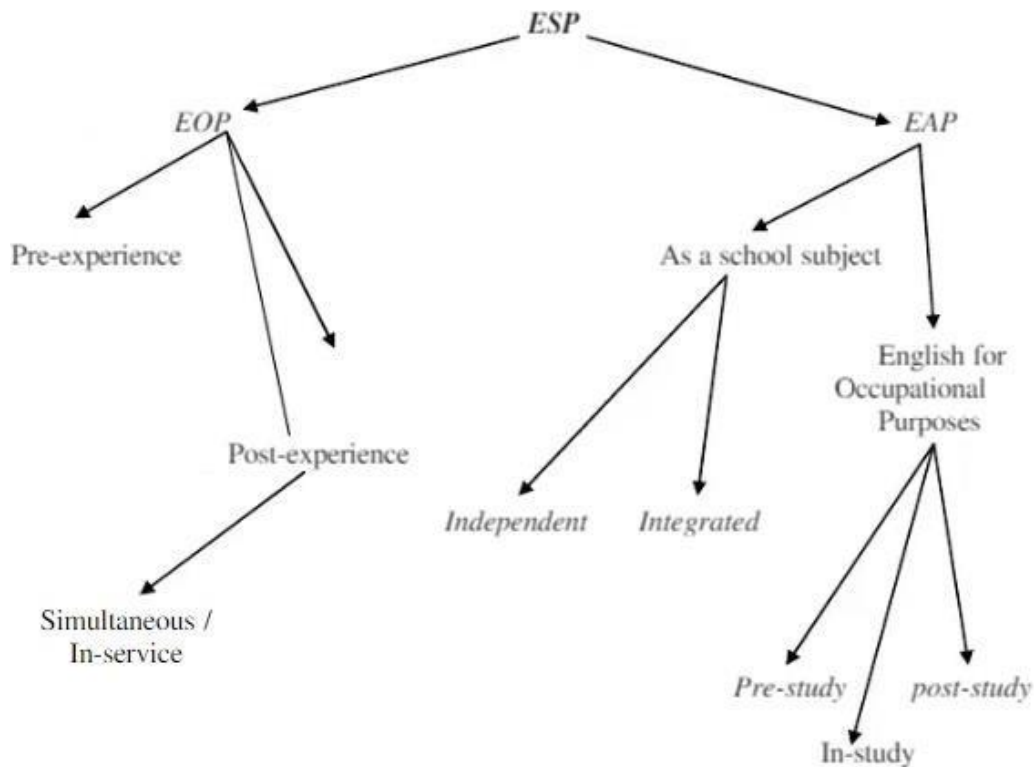 ESP
EOP
EAP
Pre-experience
As a school subject
English for
Occupational
Purposes
Post-experience
Independent
Integrated
Simultaneous /
In-service
Pre-study
post-study
In-study